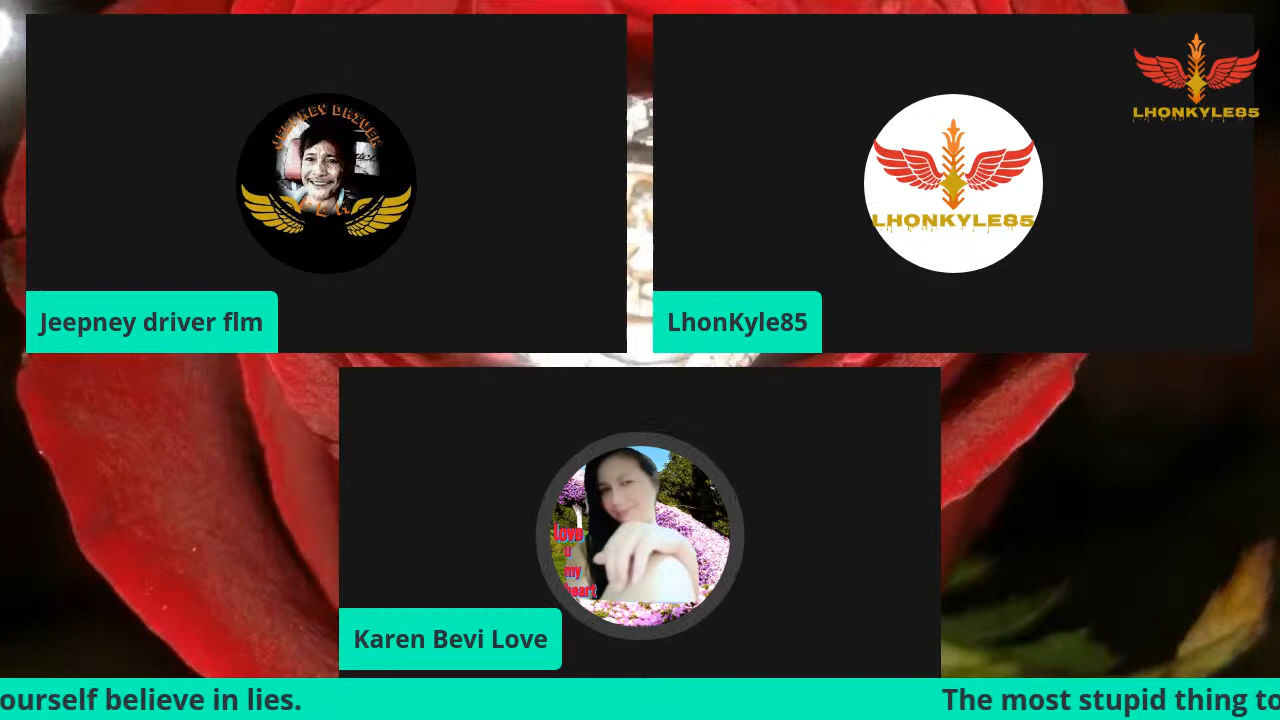 JEEPNEY DRIVER
LHONKYLE85
LHONKYLE85
Jeepney driver flm
LhonKyle85
love
my
heart
Karen Bevi Love
ourself believe in lies.
The most stupid thing to